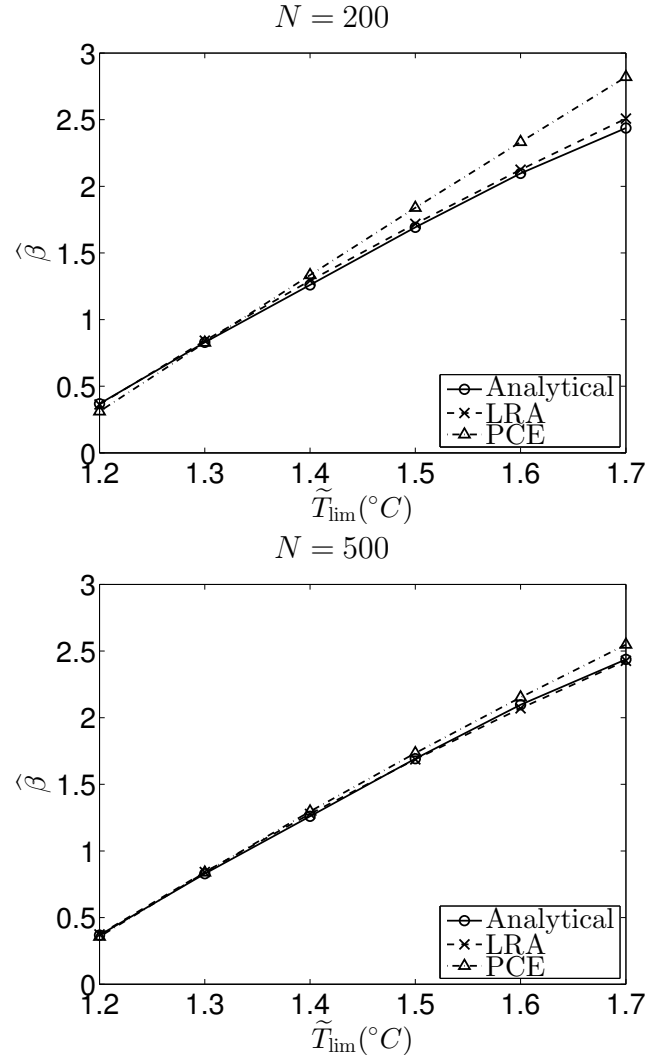 N = 200
3
2.5
2
1.5
1
0.5
0
β̂
Analytical
LRA
PCE
1.2 1.3 1.4 1.5 1.6 1.7
T̃lim(°C)
N = 500
3
2.5
2
1.5
1
0.5
0
β̂
Analytical
LRA
PCE
1.2 1.3 1.4 1.5 1.6 1.7
T̃lim(°C)